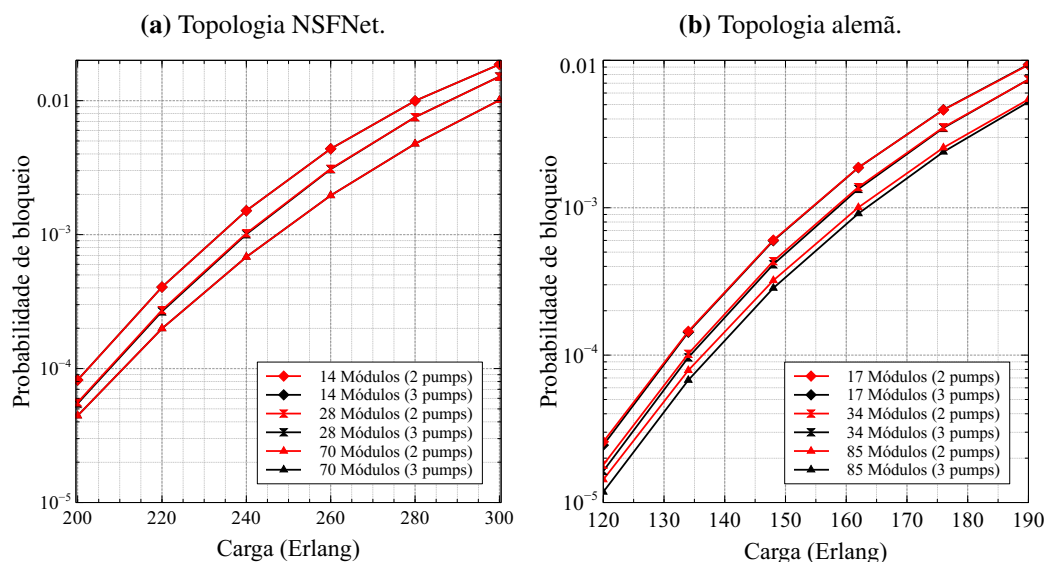 (a) Topologia NSFNet.
0.01
10⁻³
10⁻⁴
10⁻⁵
Probabilidade de bloqueio
14 Módulos (2 pumps)
14 Módulos (3 pumps)
28 Módulos (2 pumps)
28 Módulos (3 pumps)
70 Módulos (2 pumps)
70 Módulos (3 pumps)
200 220 240 260 280 300
Carga (Erlang)
(b) Topologia alemã.
0.01
10⁻³
10⁻⁴
10⁻⁵
Probabilidade de bloqueio
17 Módulos (2 pumps)
17 Módulos (3 pumps)
34 Módulos (2 pumps)
34 Módulos (3 pumps)
85 Módulos (2 pumps)
85 Módulos (3 pumps)
120 130 140 150 160 170 180 190
Carga (Erlang)